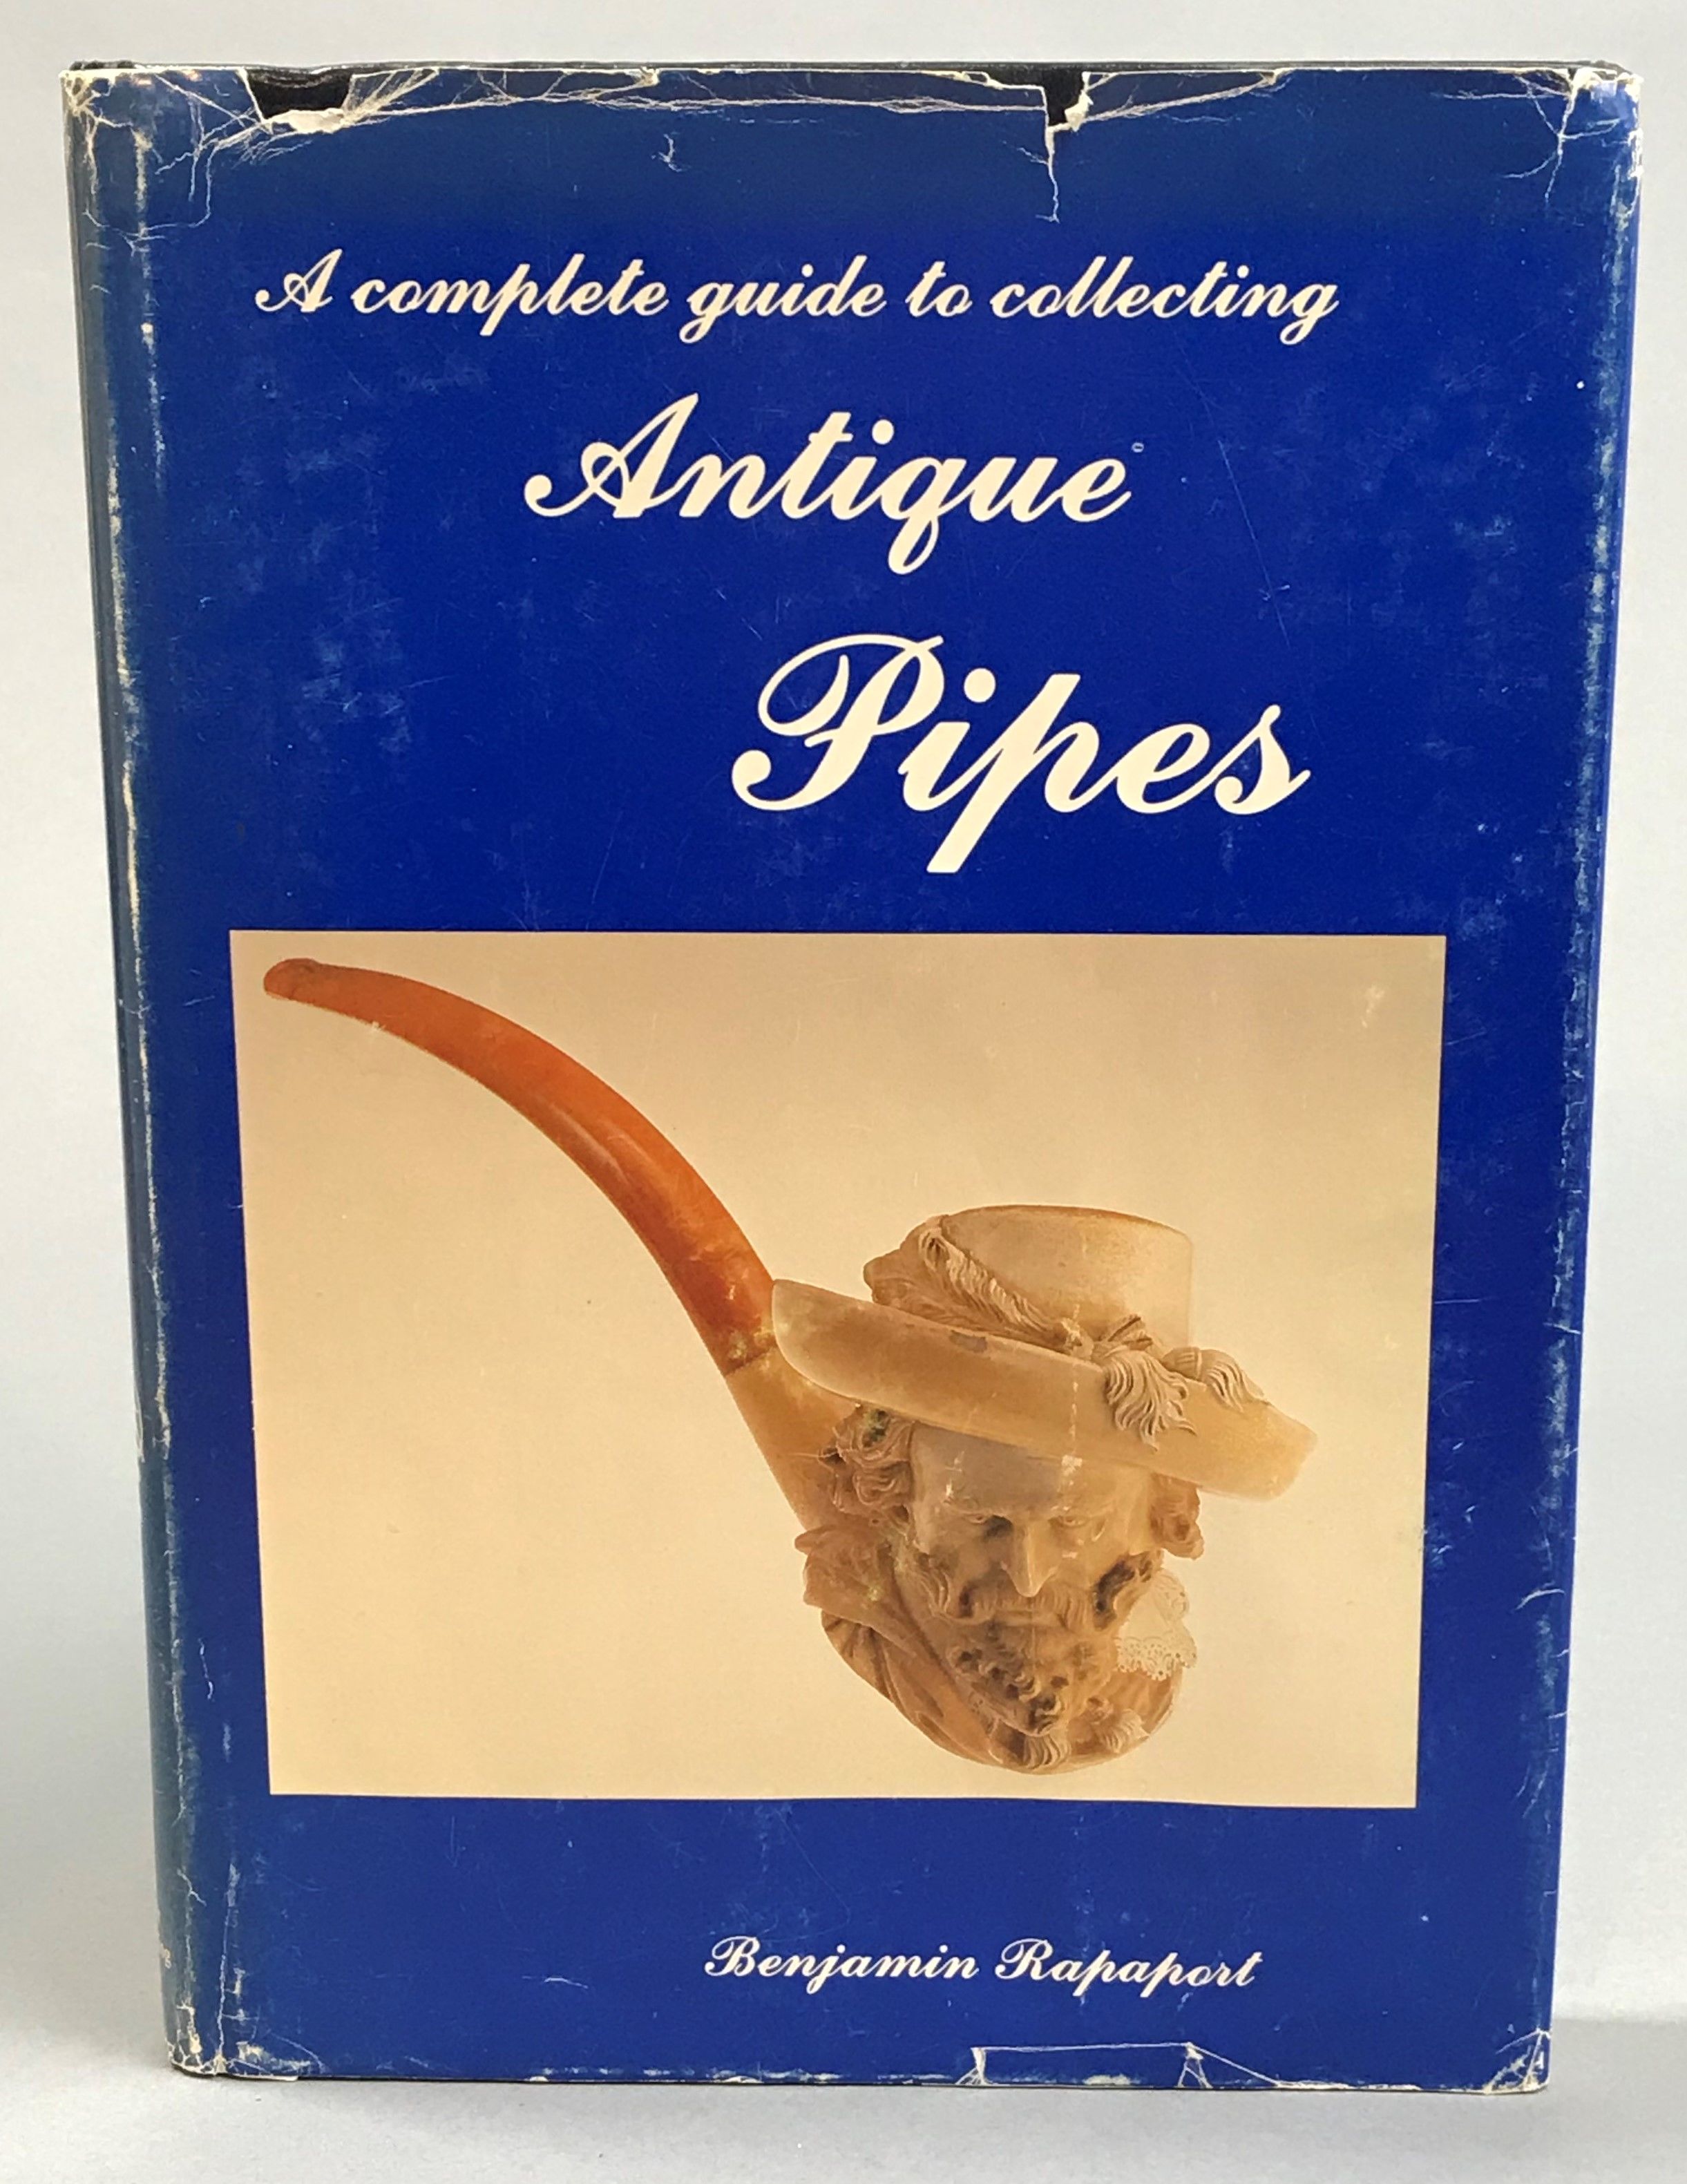 A complete guide to collecting
Antique
Pipes
Benjamin Rapaport